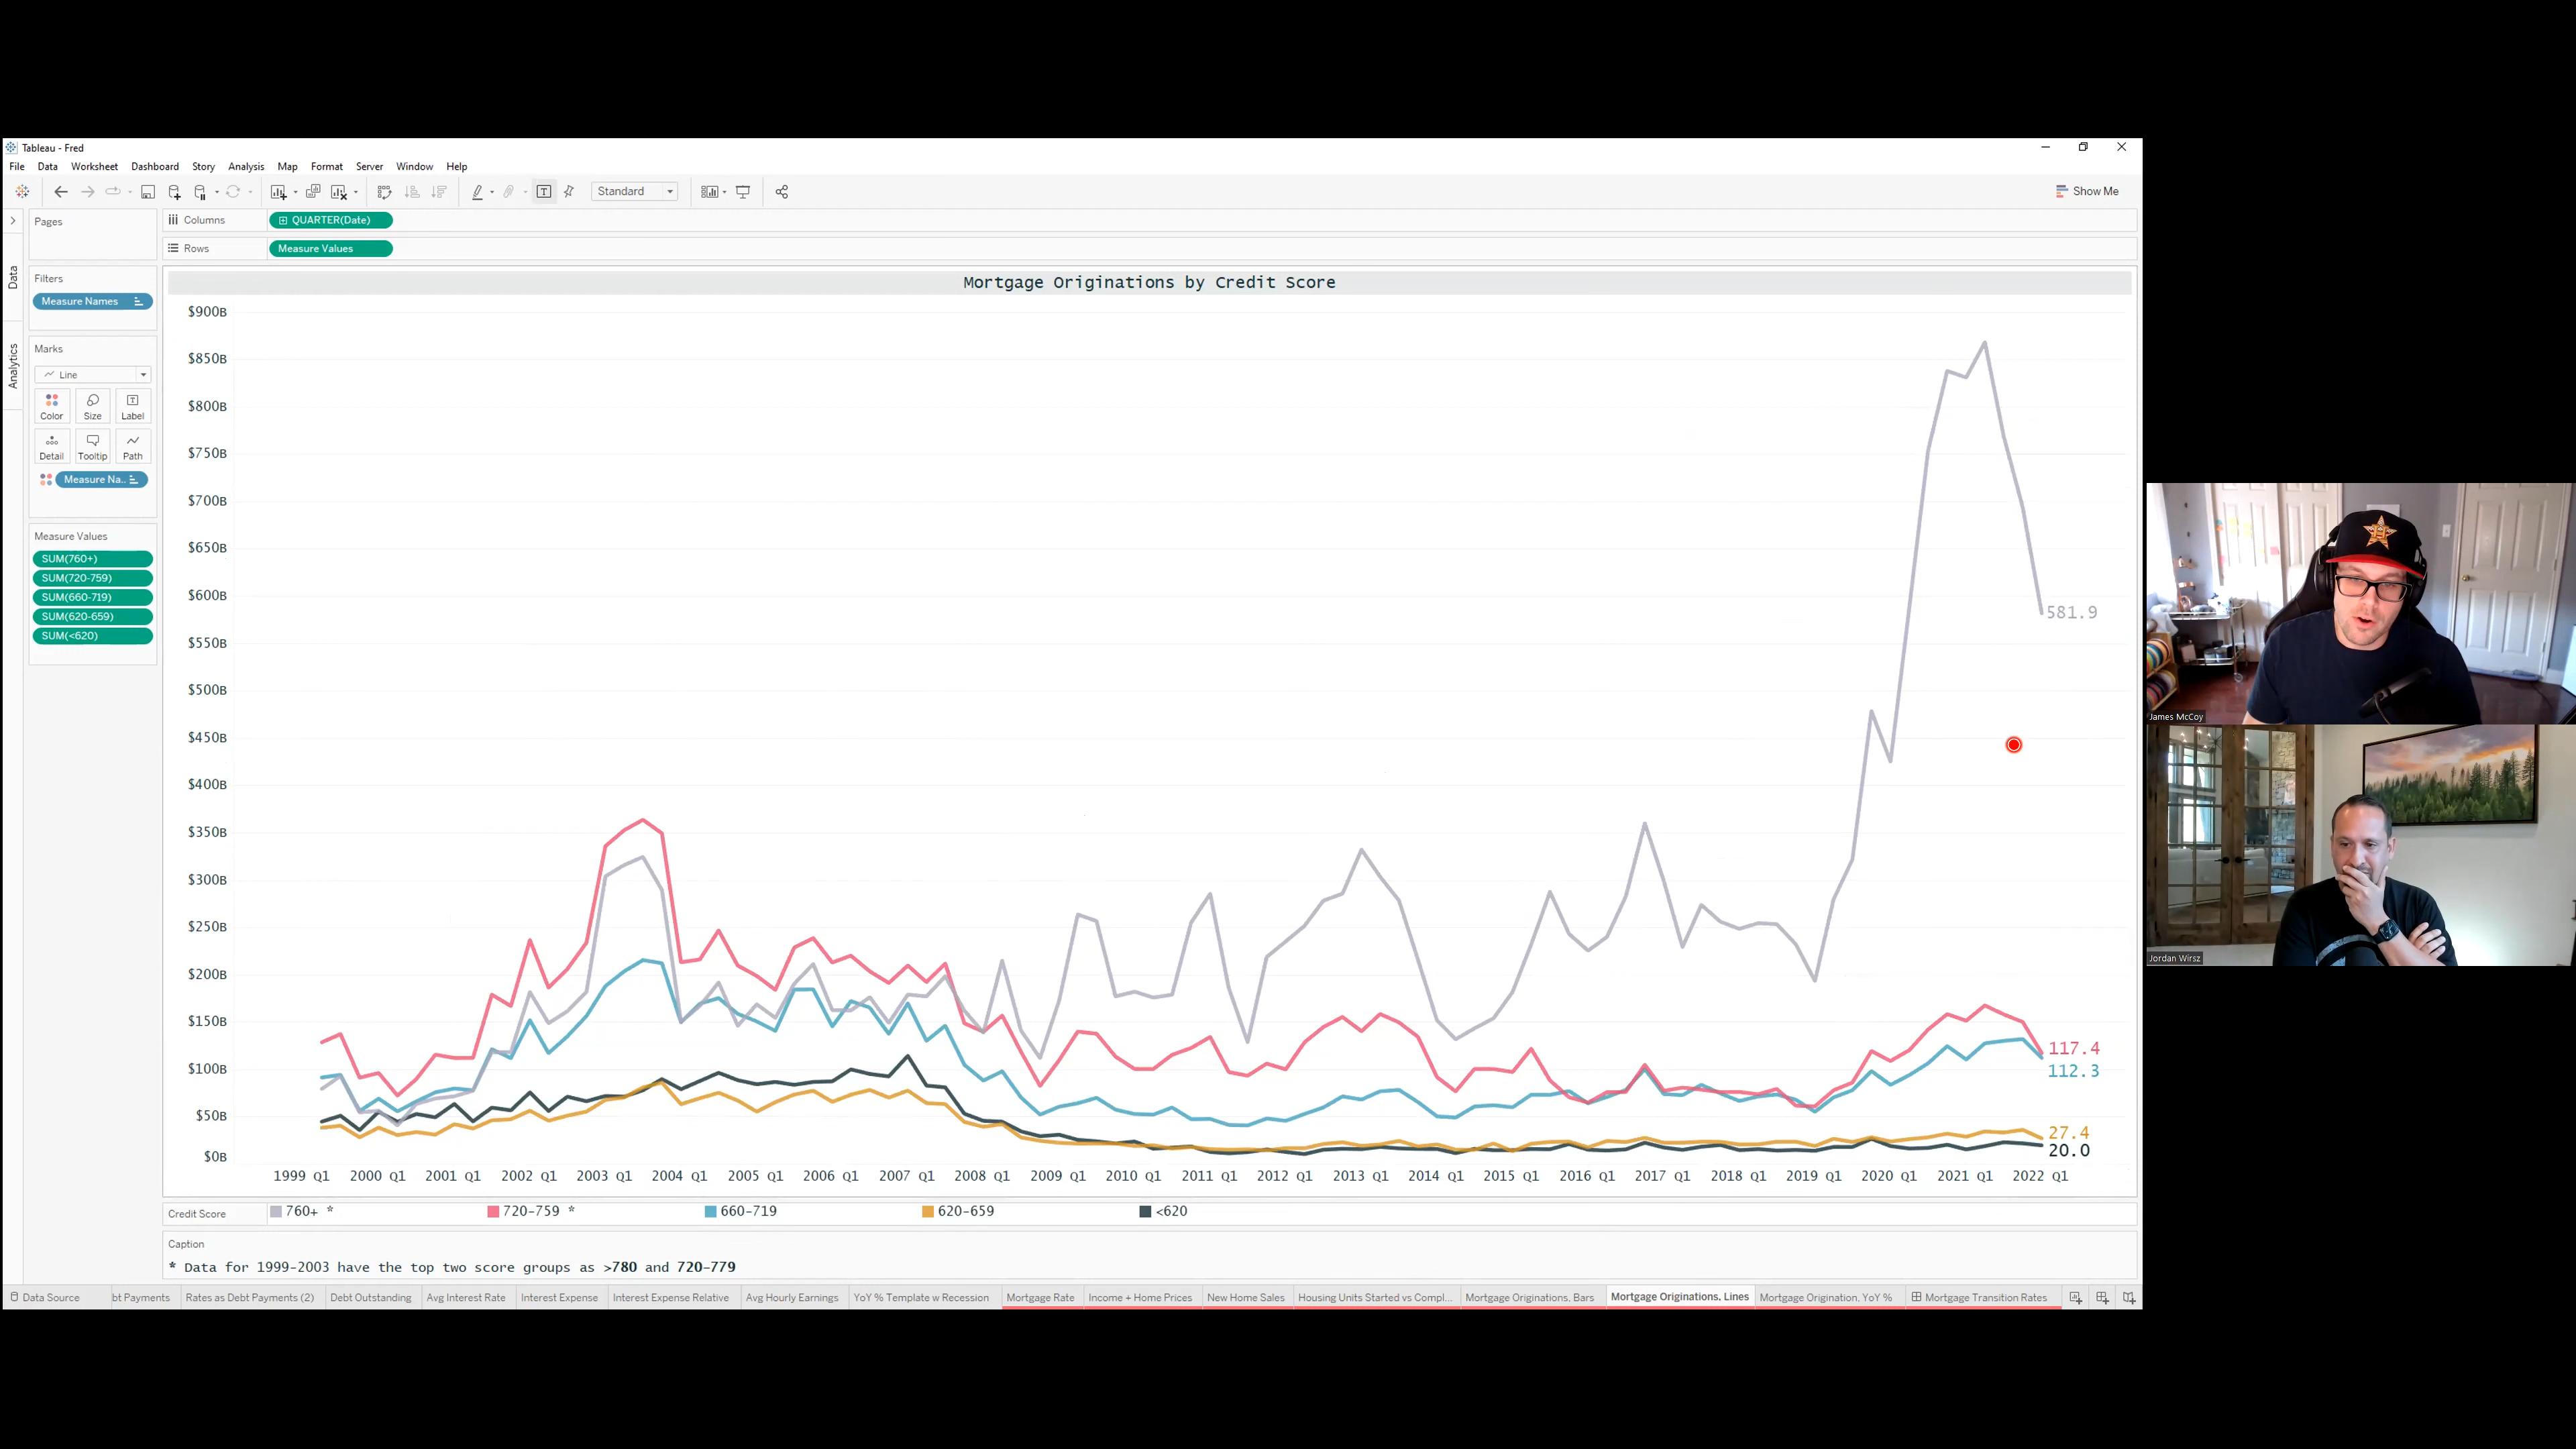 Tableau - Fred
File Data Worksheet Dashboard Story Analysis Map Format Server Window Help
Standard
Show Me
Pages
Columns
QUARTER(Date)
Rows
Measure Values
Data
Analytics
Filters
Measure Names
Marks
Line
Color Size Label
Detail Tooltip Path
Measure Na..
Measure Values
SUM(760+)
SUM(720-759)
SUM(660-719)
SUM(620-659)
SUM(<620)
Mortgage Originations by Credit Score
$900B
$850B
$800B
$750B
$700B
$650B
$600B
$550B
$500B
$450B
$400B
$350B
$300B
$250B
$200B
$150B
$100B
$50B
$0B
581.9
117.4
112.3
27.4
20.0
1999 Q1 2000 Q1 2001 Q1 2002 Q1 2003 Q1 2004 Q1 2005 Q1 2006 Q1 2007 Q1 2008 Q1 2009 Q1 2010 Q1 2011 Q1 2012 Q1 2013 Q1 2014 Q1 2015 Q1 2016 Q1 2017 Q1 2018 Q1 2019 Q1 2020 Q1 2021 Q1 2022 Q1
Credit Score 760+ * 720-759 * 660-719 620-659 <620
Caption
* Data for 1999-2003 have the top two score groups as >780 and 720-779
Data Source bt Payments Rates as Debt Payments (2) Debt Outstanding Avg Interest Rate Interest Expense Interest Expense Relative Avg Hourly Earnings YoY % Template w Recession Mortgage Rate Income + Home Prices New Home Sales Housing Units Started vs Compl... Mortgage Originations, Bars Mortgage Originations, Lines Mortgage Origination, YoY % Mortgage Transition Rates
James McCoy
Jordan Wirsz